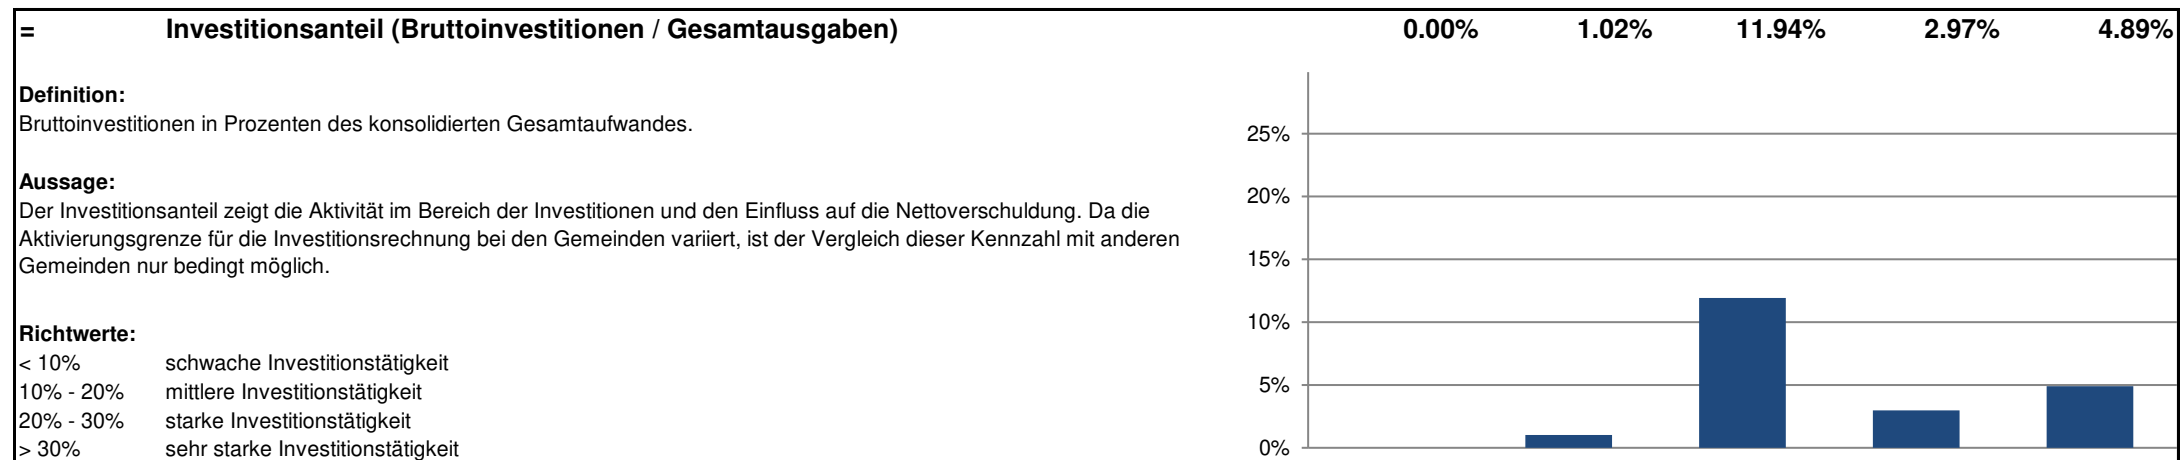 = Investitionsanteil (Bruttoinvestitionen / Gesamtausgaben) 0.00% 1.02% 11.94% 2.97% 4.89%
Definition:
Bruttoinvestitionen in Prozenten des konsolidierten Gesamtaufwandes.
Aussage:
Der Investitionsanteil zeigt die Aktivität im Bereich der Investitionen und den Einfluss auf die Nettoverschuldung. Da die
Aktivierungsgrenze für die Investitionsrechnung bei den Gemeinden variiert, ist der Vergleich dieser Kennzahl mit anderen
Gemeinden nur bedingt möglich.
Richtwerte:
< 10% schwache Investitionstätigkeit
10% - 20% mittlere Investitionstätigkeit
20% - 30% starke Investitionstätigkeit
> 30% sehr starke Investitionstätigkeit
25%
20%
15%
10%
5%
0%